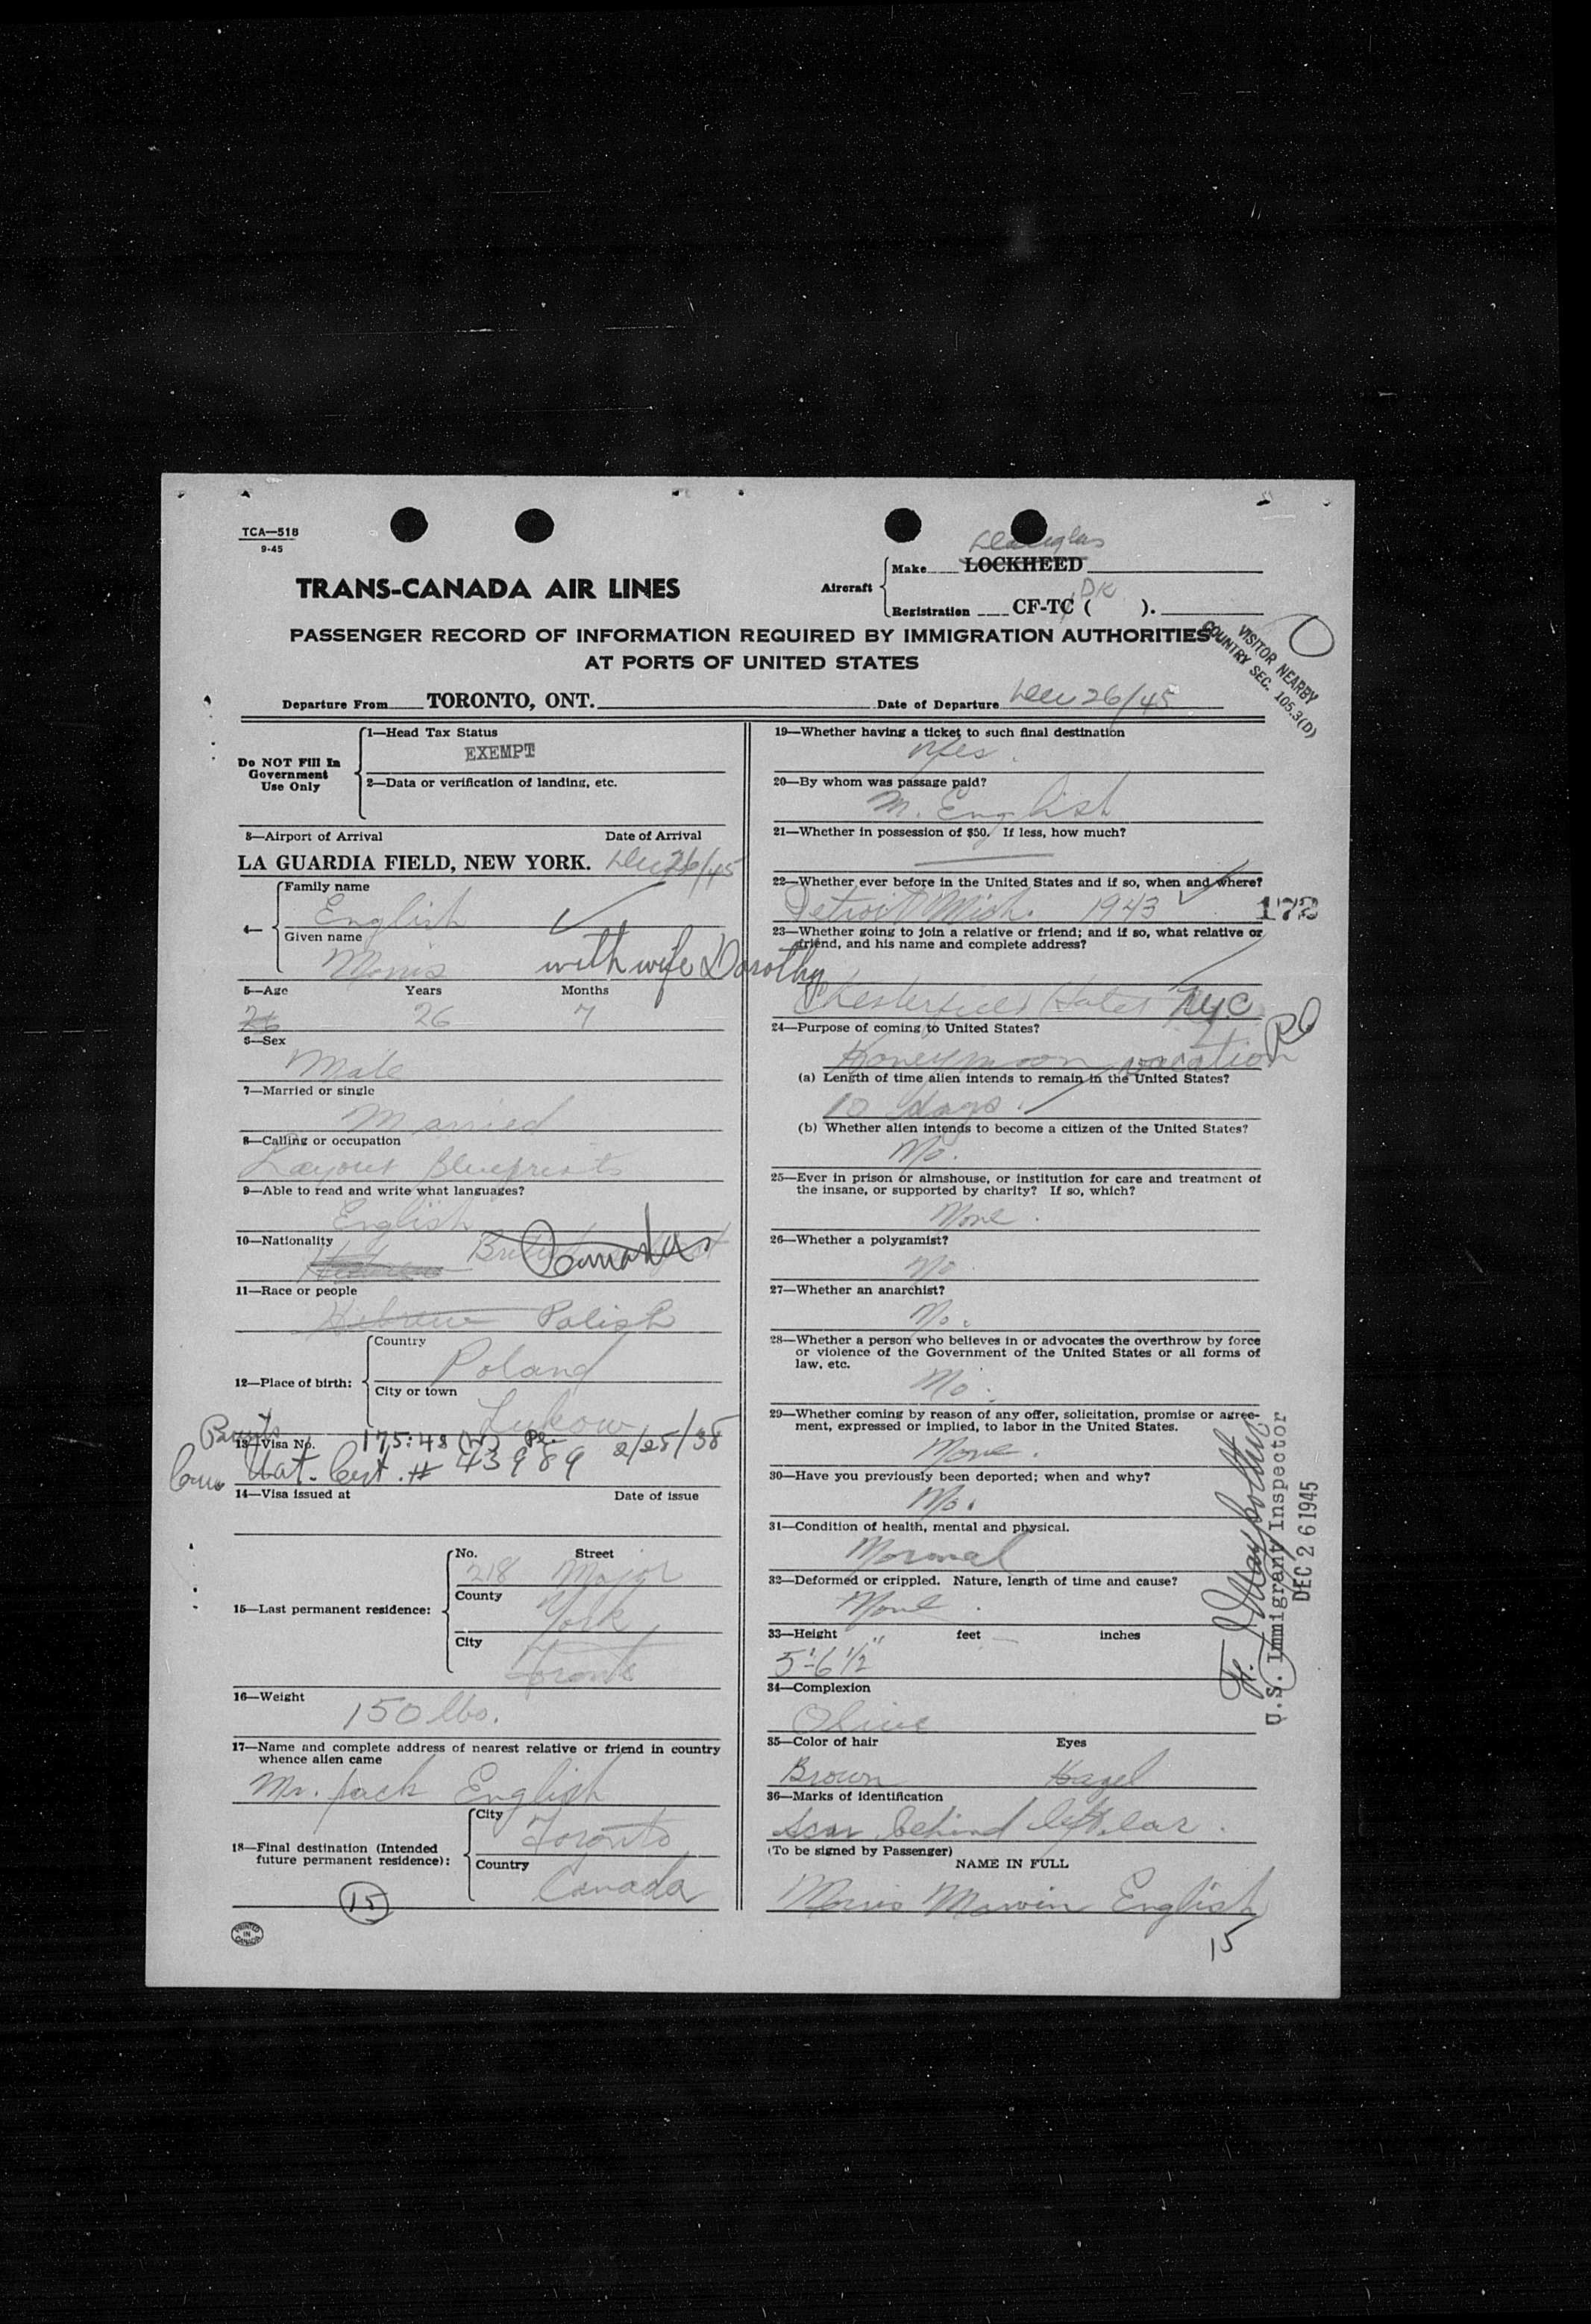 TCA—518
9-45
Douglas
Make LOCKHEED
Aircraft
DK
Registration CF-TC ( ).
TRANS-CANADA AIR LINES
PASSENGER RECORD OF INFORMATION REQUIRED BY IMMIGRATION AUTHORITIES
AT PORTS OF UNITED STATES
VISITOR NEARBY
COUNTRY SEC. 105.3(D)
Departure From TORONTO, ONT. Date of Departure Dec 26/45
Do NOT Fill In
Government
Use Only
1—Head Tax Status
EXEMPT
2—Data or verification of landing, etc.
3—Airport of Arrival Date of Arrival
LA GUARDIA FIELD, NEW YORK. Dec 26/45
4—
Family name
English
Given name
Morris with wife Dorothy
5—Age Years Months
26 26 7
6—Sex
Male
7—Married or single
Married
8—Calling or occupation
Layout Blueprints
9—Able to read and write what languages?
English
10—Nationality
British
11—Race or people
Hebrew Polish
12—Place of birth:
Country
Poland
City or town
Lukow
13—Visa No. 175:48 2/25/38
Nat. Cert. # 43989
14—Visa issued at Date of issue
15—Last permanent residence:
No. Street
218 Major
County
York
City
Toronto
16—Weight
150 lbs.
17—Name and complete address of nearest relative or friend in country
whence alien came
Mr. Jack English
18—Final destination (Intended
future permanent residence):
City
Toronto
Country
Canada
15
PRINTED
IN
CANADA
19—Whether having a ticket to such final destination
Yes.
20—By whom was passage paid?
M. English
21—Whether in possession of $50. If less, how much?
22—Whether ever before in the United States and if so, when and where?
Detroit Mich. 1943
172
23—Whether going to join a relative or friend; and if so, what relative or
friend, and his name and complete address?
Chesterfield Hotel NYC
24—Purpose of coming to United States?
Honeymoon vacation
(a) Length of time alien intends to remain in the United States?
10 days.
(b) Whether alien intends to become a citizen of the United States?
No.
25—Ever in prison or almshouse, or institution for care and treatment of
the insane, or supported by charity? If so, which?
None.
26—Whether a polygamist?
No
27—Whether an anarchist?
No.
28—Whether a person who believes in or advocates the overthrow by force
or violence of the Government of the United States or all forms of
law, etc.
No.
29—Whether coming by reason of any offer, solicitation, promise or agree-
ment, expressed or implied, to labor in the United States.
None.
30—Have you previously been deported; when and why?
No.
31—Condition of health, mental and physical.
Normal
32—Deformed or crippled. Nature, length of time and cause?
None.
33—Height feet inches
5'-6 1/2"
34—Complexion
Olive
35—Color of hair Eyes
Brown Hazel
36—Marks of identification
Scar behind left ear.
(To be signed by Passenger)
NAME IN FULL
Morris Marvin English
15
U.S. Immigrant Inspector
DEC 26 1945